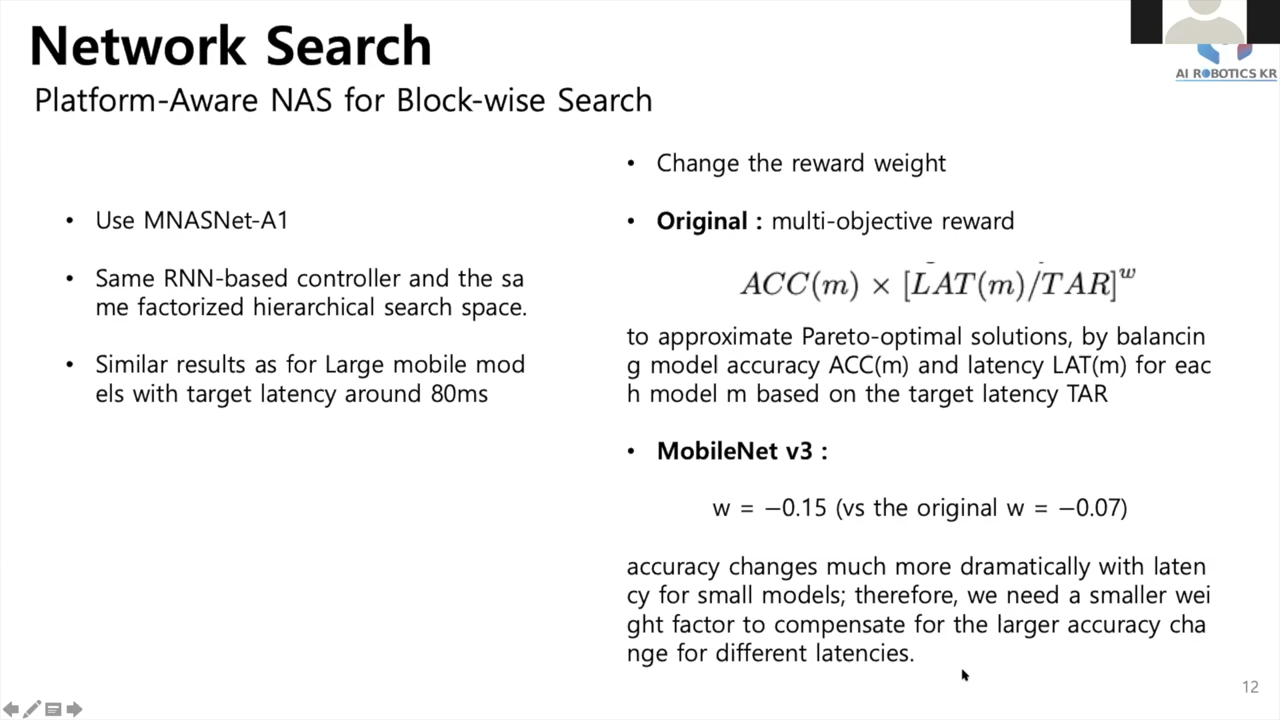 Network Search
Platform-Aware NAS for Block-wise Search
AI ROBOTICS KR
• Use MNASNet-A1
• Same RNN-based controller and the sa
me factorized hierarchical search space.
• Similar results as for Large mobile mod
els with target latency around 80ms
• Change the reward weight
• Original : multi-objective reward
ACC(m) × [LAT(m)/TAR]^w
to approximate Pareto-optimal solutions, by balancin
g model accuracy ACC(m) and latency LAT(m) for eac
h model m based on the target latency TAR
• MobileNet v3 :
w = −0.15 (vs the original w = −0.07)
accuracy changes much more dramatically with laten
cy for small models; therefore, we need a smaller wei
ght factor to compensate for the larger accuracy cha
nge for different latencies.
12